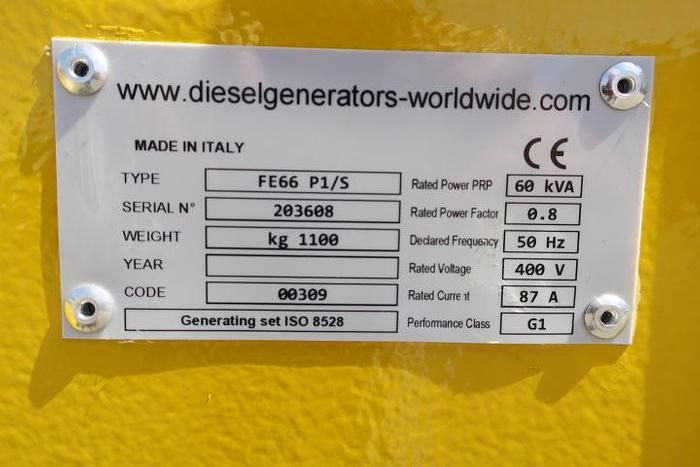 www.dieselgenerators-worldwide.com
MADE IN ITALY
CE
TYPE FE66 P1/S
SERIAL N° 203608
WEIGHT kg 1100
YEAR
CODE 00309
Generating set ISO 8528
Rated Power PRP 60 kVA
Rated Power Factor 0.8
Declared Frequency 50 Hz
Rated Voltage 400 V
Rated Current 87 A
Performance Class G1